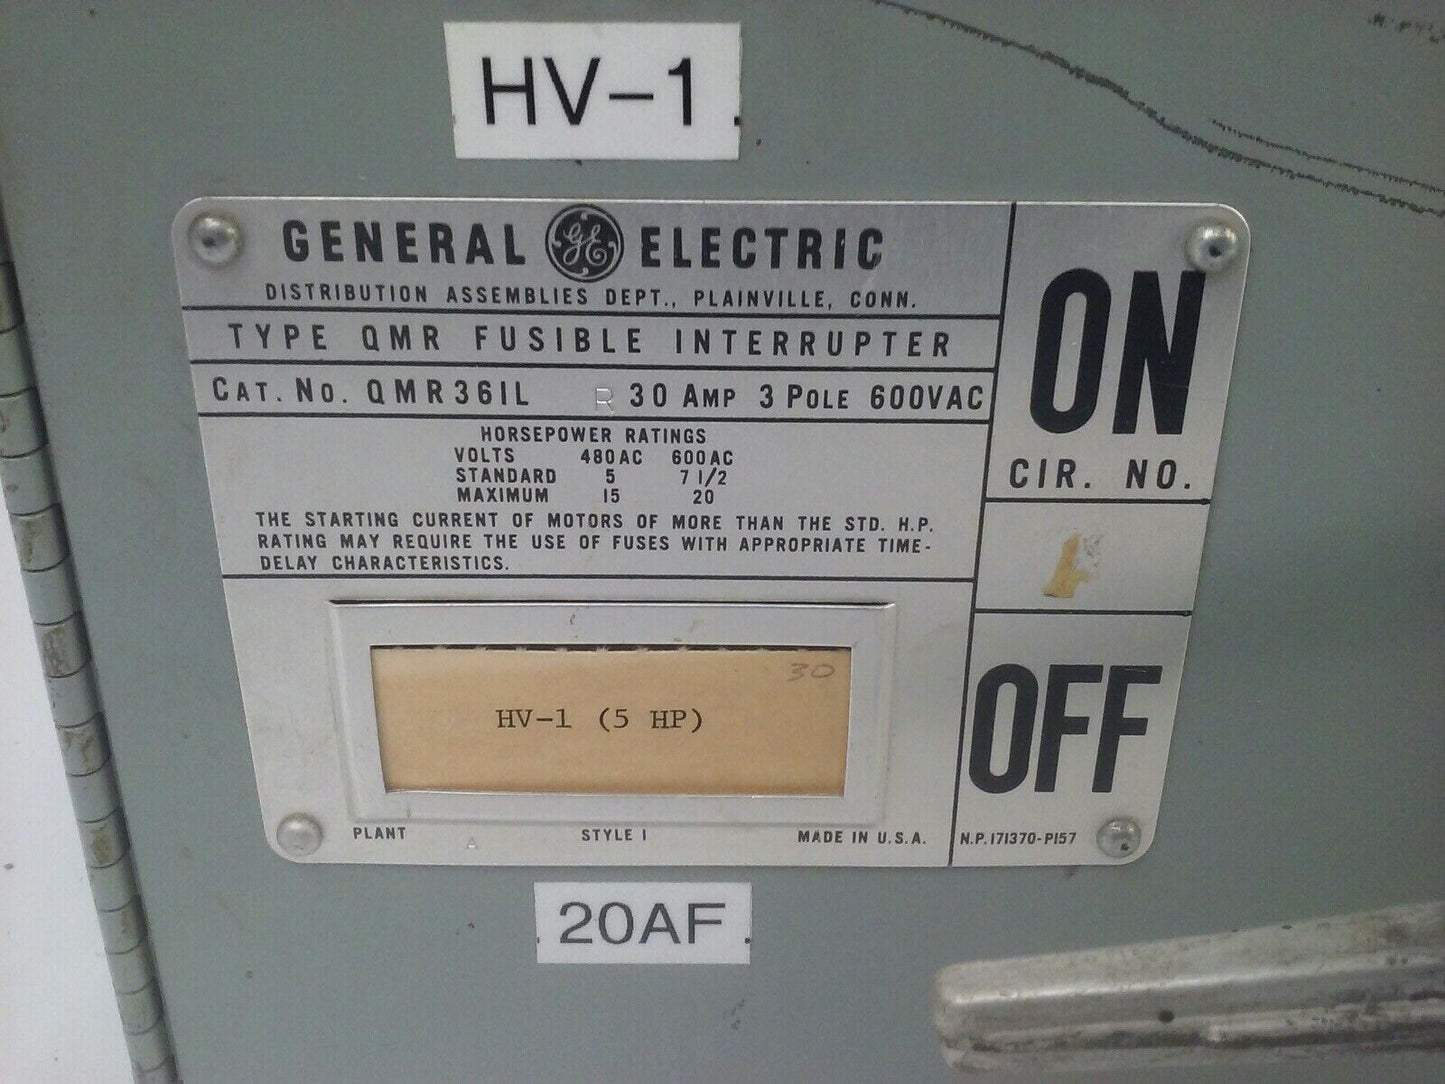 HV-1
GENERAL GE ELECTRIC
DISTRIBUTION ASSEMBLIES DEPT., PLAINVILLE, CONN.
TYPE QMR FUSIBLE INTERRUPTER
CAT. NO. QMR361L R 30 AMP 3 POLE 600VAC
HORSEPOWER RATINGS
VOLTS 480AC 600AC
STANDARD 5 7 1/2
MAXIMUM 15 20
THE STARTING CURRENT OF MOTORS OF MORE THAN THE STD. H.P.
RATING MAY REQUIRE THE USE OF FUSES WITH APPROPRIATE TIME-
DELAY CHARACTERISTICS.
30
HV-1 (5 HP)
PLANT A STYLE 1 MADE IN U.S.A.
ON
CIR. NO.
OFF
N.P. 171370-P157
20AF